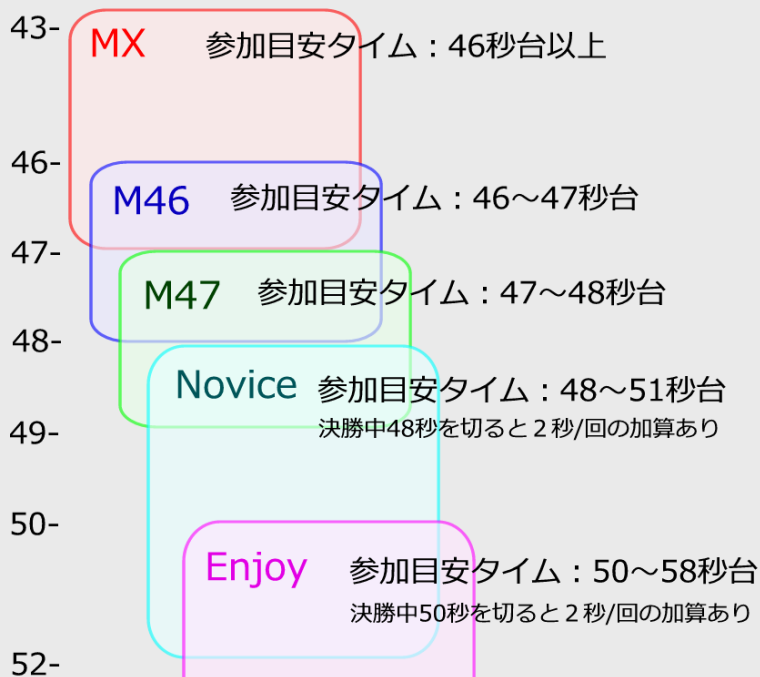 43-
MX 参加目安タイム：46秒台以上
46-
M46 参加目安タイム：46～47秒台
47-
M47 参加目安タイム：47～48秒台
48-
Novice 参加目安タイム：48～51秒台
49-
決勝中48秒を切ると２秒/回の加算あり
50-
Enjoy 参加目安タイム：50～58秒台
決勝中50秒を切ると２秒/回の加算あり
52-